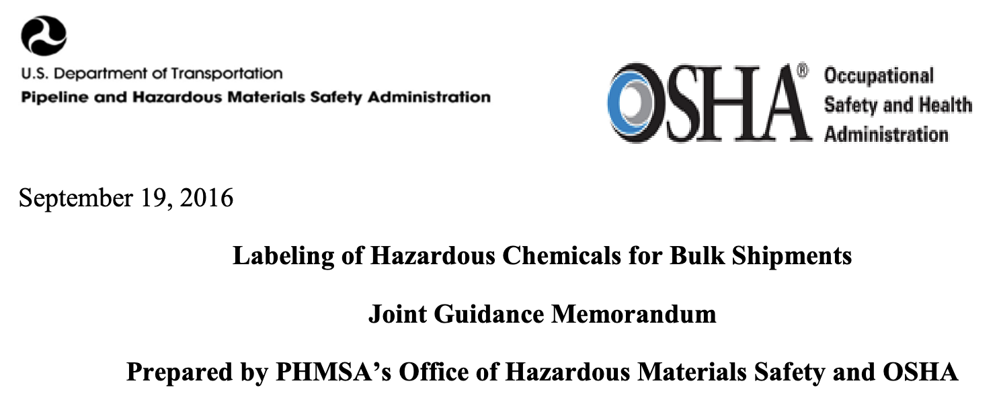 U.S. Department of Transportation
Pipeline and Hazardous Materials Safety Administration
OSHA® Occupational
Safety and Health
Administration
September 19, 2016
Labeling of Hazardous Chemicals for Bulk Shipments
Joint Guidance Memorandum
Prepared by PHMSA’s Office of Hazardous Materials Safety and OSHA